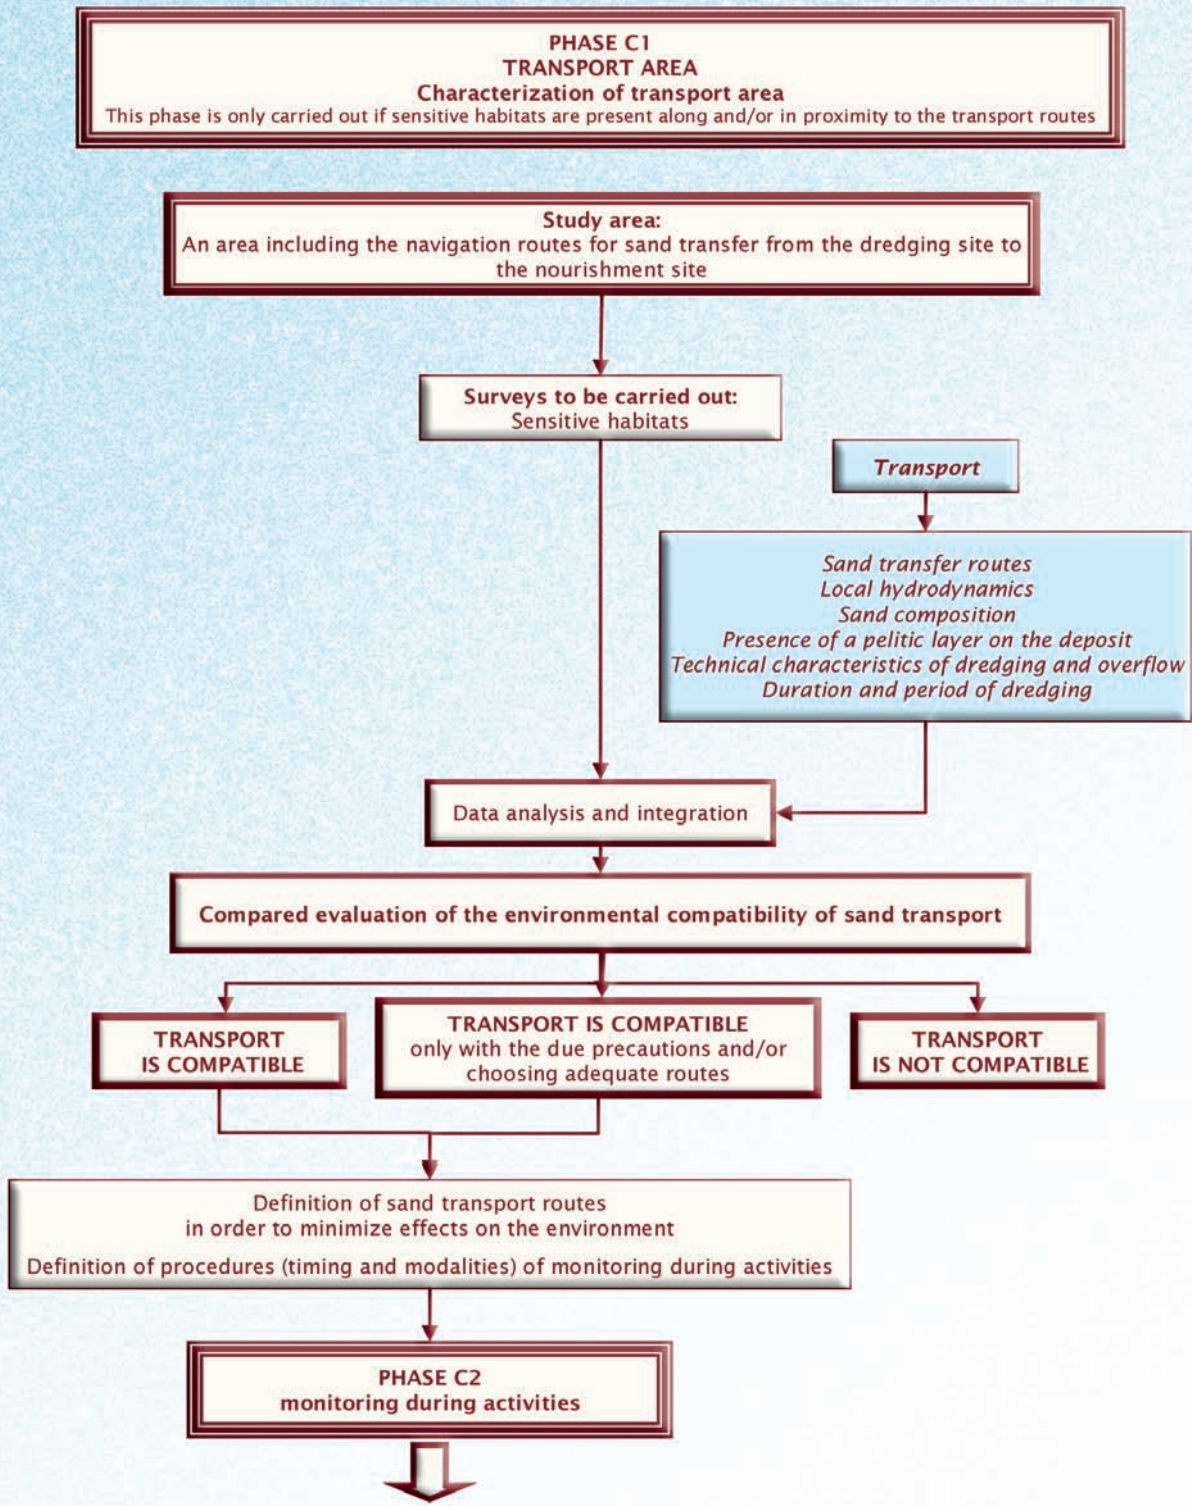 PHASE C1
TRANSPORT AREA
Characterization of transport area
This phase is only carried out if sensitive habitats are present along and/or in proximity to the transport routes
Study area:
An area including the navigation routes for sand transfer from the dredging site to
the nourishment site
Surveys to be carried out:
Sensitive habitats
Transport
Sand transfer routes
Local hydrodynamics
Sand composition
Presence of a pelitic layer on the deposit
Technical characteristics of dredging and overflow
Duration and period of dredging
Data analysis and integration
Compared evaluation of the environmental compatibility of sand transport
TRANSPORT
IS COMPATIBLE
TRANSPORT IS COMPATIBLE
only with the due precautions and/or
choosing adequate routes
TRANSPORT
IS NOT COMPATIBLE
Definition of sand transport routes
in order to minimize effects on the environment
Definition of procedures (timing and modalities) of monitoring during activities
PHASE C2
monitoring during activities